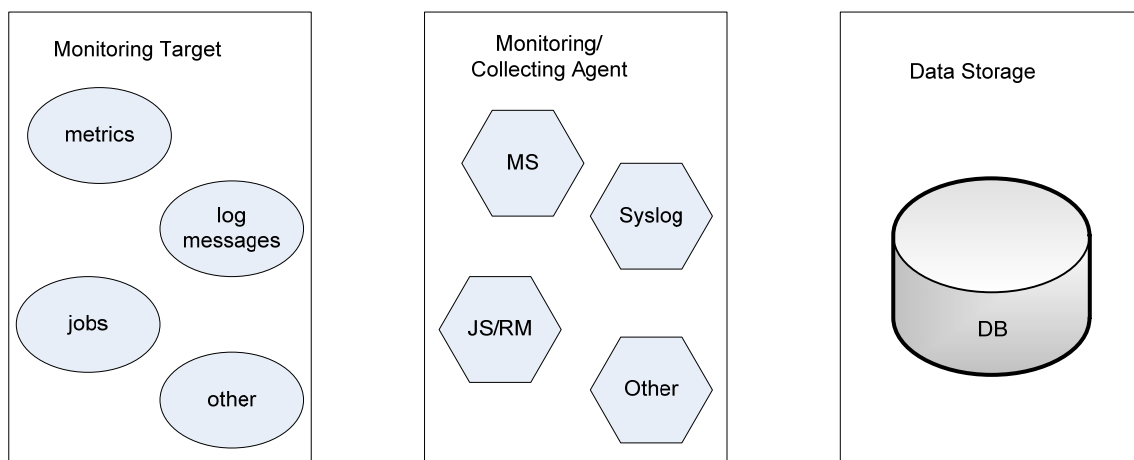 Monitoring Target
metrics
log
messages
jobs
other
Monitoring/
Collecting Agent
MS
Syslog
JS/RM
Other
Data Storage
DB